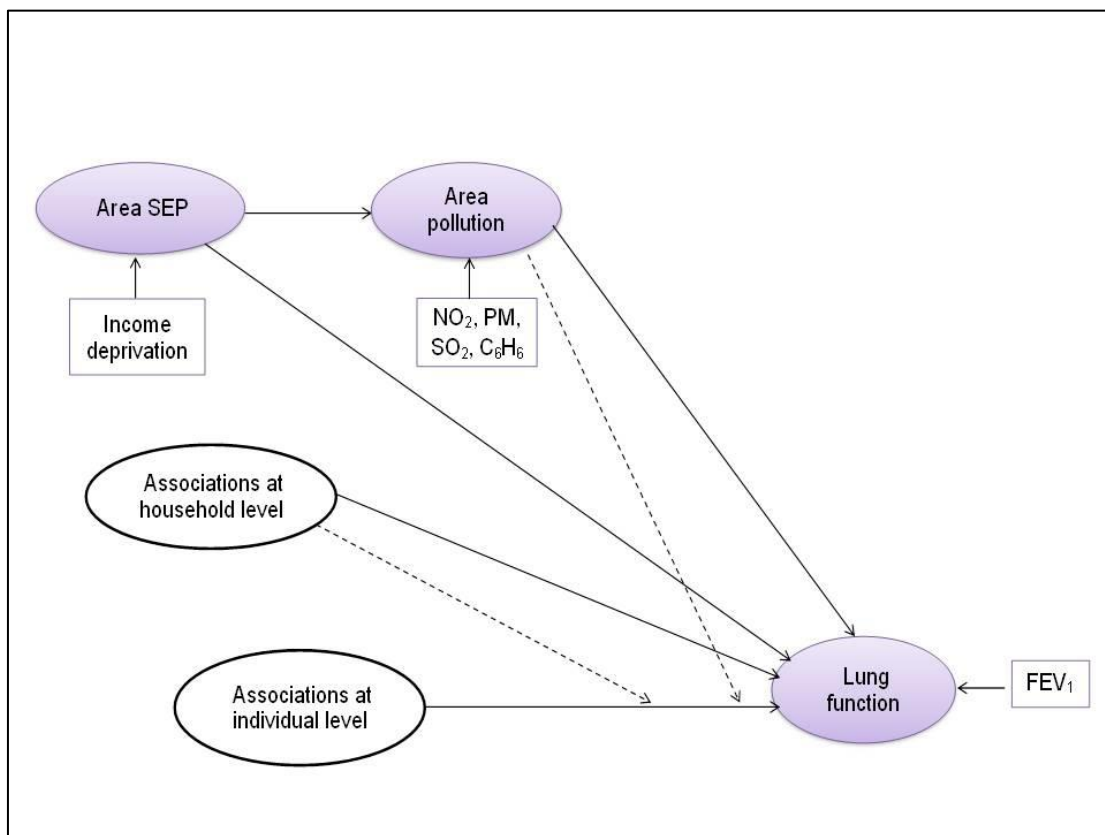 Area SEP
Area
pollution
Income
deprivation
NO₂, PM,
SO₂, C₆H₆
Associations at
household level
Associations at
individual level
Lung
function
FEV₁